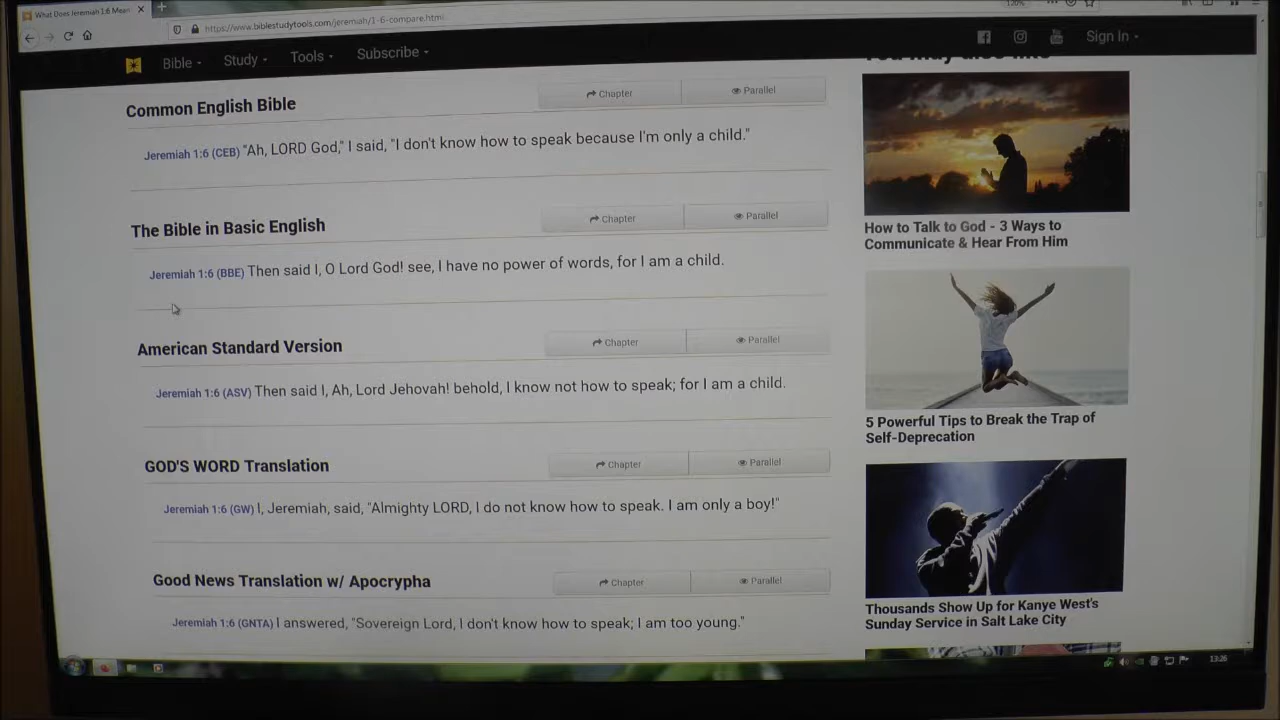 What Does Jeremiah 1:6 Mean
120%
https://www.biblestudytools.com/jeremiah/1-6-compare.html
Bible
Study
Tools
Subscribe
Sign In
You may also like
Common English Bible
Chapter
Parallel
Jeremiah 1:6 (CEB) "Ah, LORD God," I said, "I don't know how to speak because I'm only a child."
The Bible in Basic English
Chapter
Parallel
Jeremiah 1:6 (BBE) Then said I, O Lord God! see, I have no power of words, for I am a child.
American Standard Version
Chapter
Parallel
Jeremiah 1:6 (ASV) Then said I, Ah, Lord Jehovah! behold, I know not how to speak; for I am a child.
GOD'S WORD Translation
Chapter
Parallel
Jeremiah 1:6 (GW) I, Jeremiah, said, "Almighty LORD, I do not know how to speak. I am only a boy!"
Good News Translation w/ Apocrypha
Chapter
Parallel
Jeremiah 1:6 (GNTA) I answered, "Sovereign Lord, I don't know how to speak; I am too young."
How to Talk to God - 3 Ways to
Communicate & Hear From Him
5 Powerful Tips to Break the Trap of
Self-Deprecation
Thousands Show Up for Kanye West's
Sunday Service in Salt Lake City
13:26